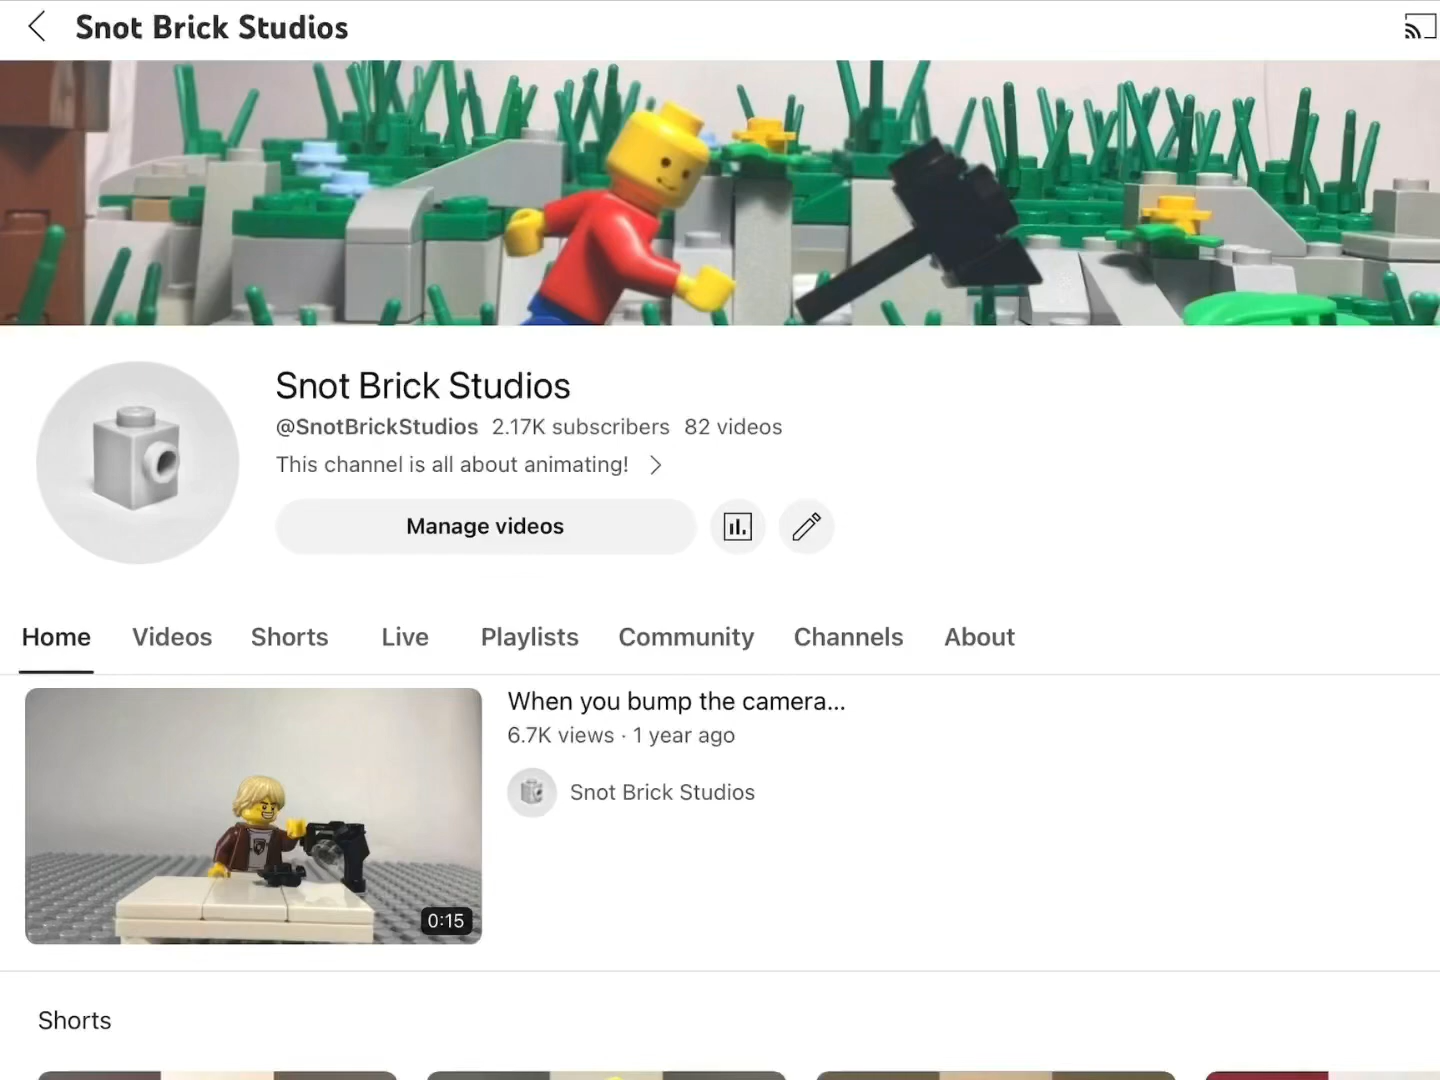 Snot Brick Studios
Snot Brick Studios
@SnotBrickStudios 2.17K subscribers 82 videos
This channel is all about animating!
Manage videos
Home Videos Shorts Live Playlists Community Channels About
When you bump the camera...
6.7K views · 1 year ago
Snot Brick Studios
0:15
Shorts